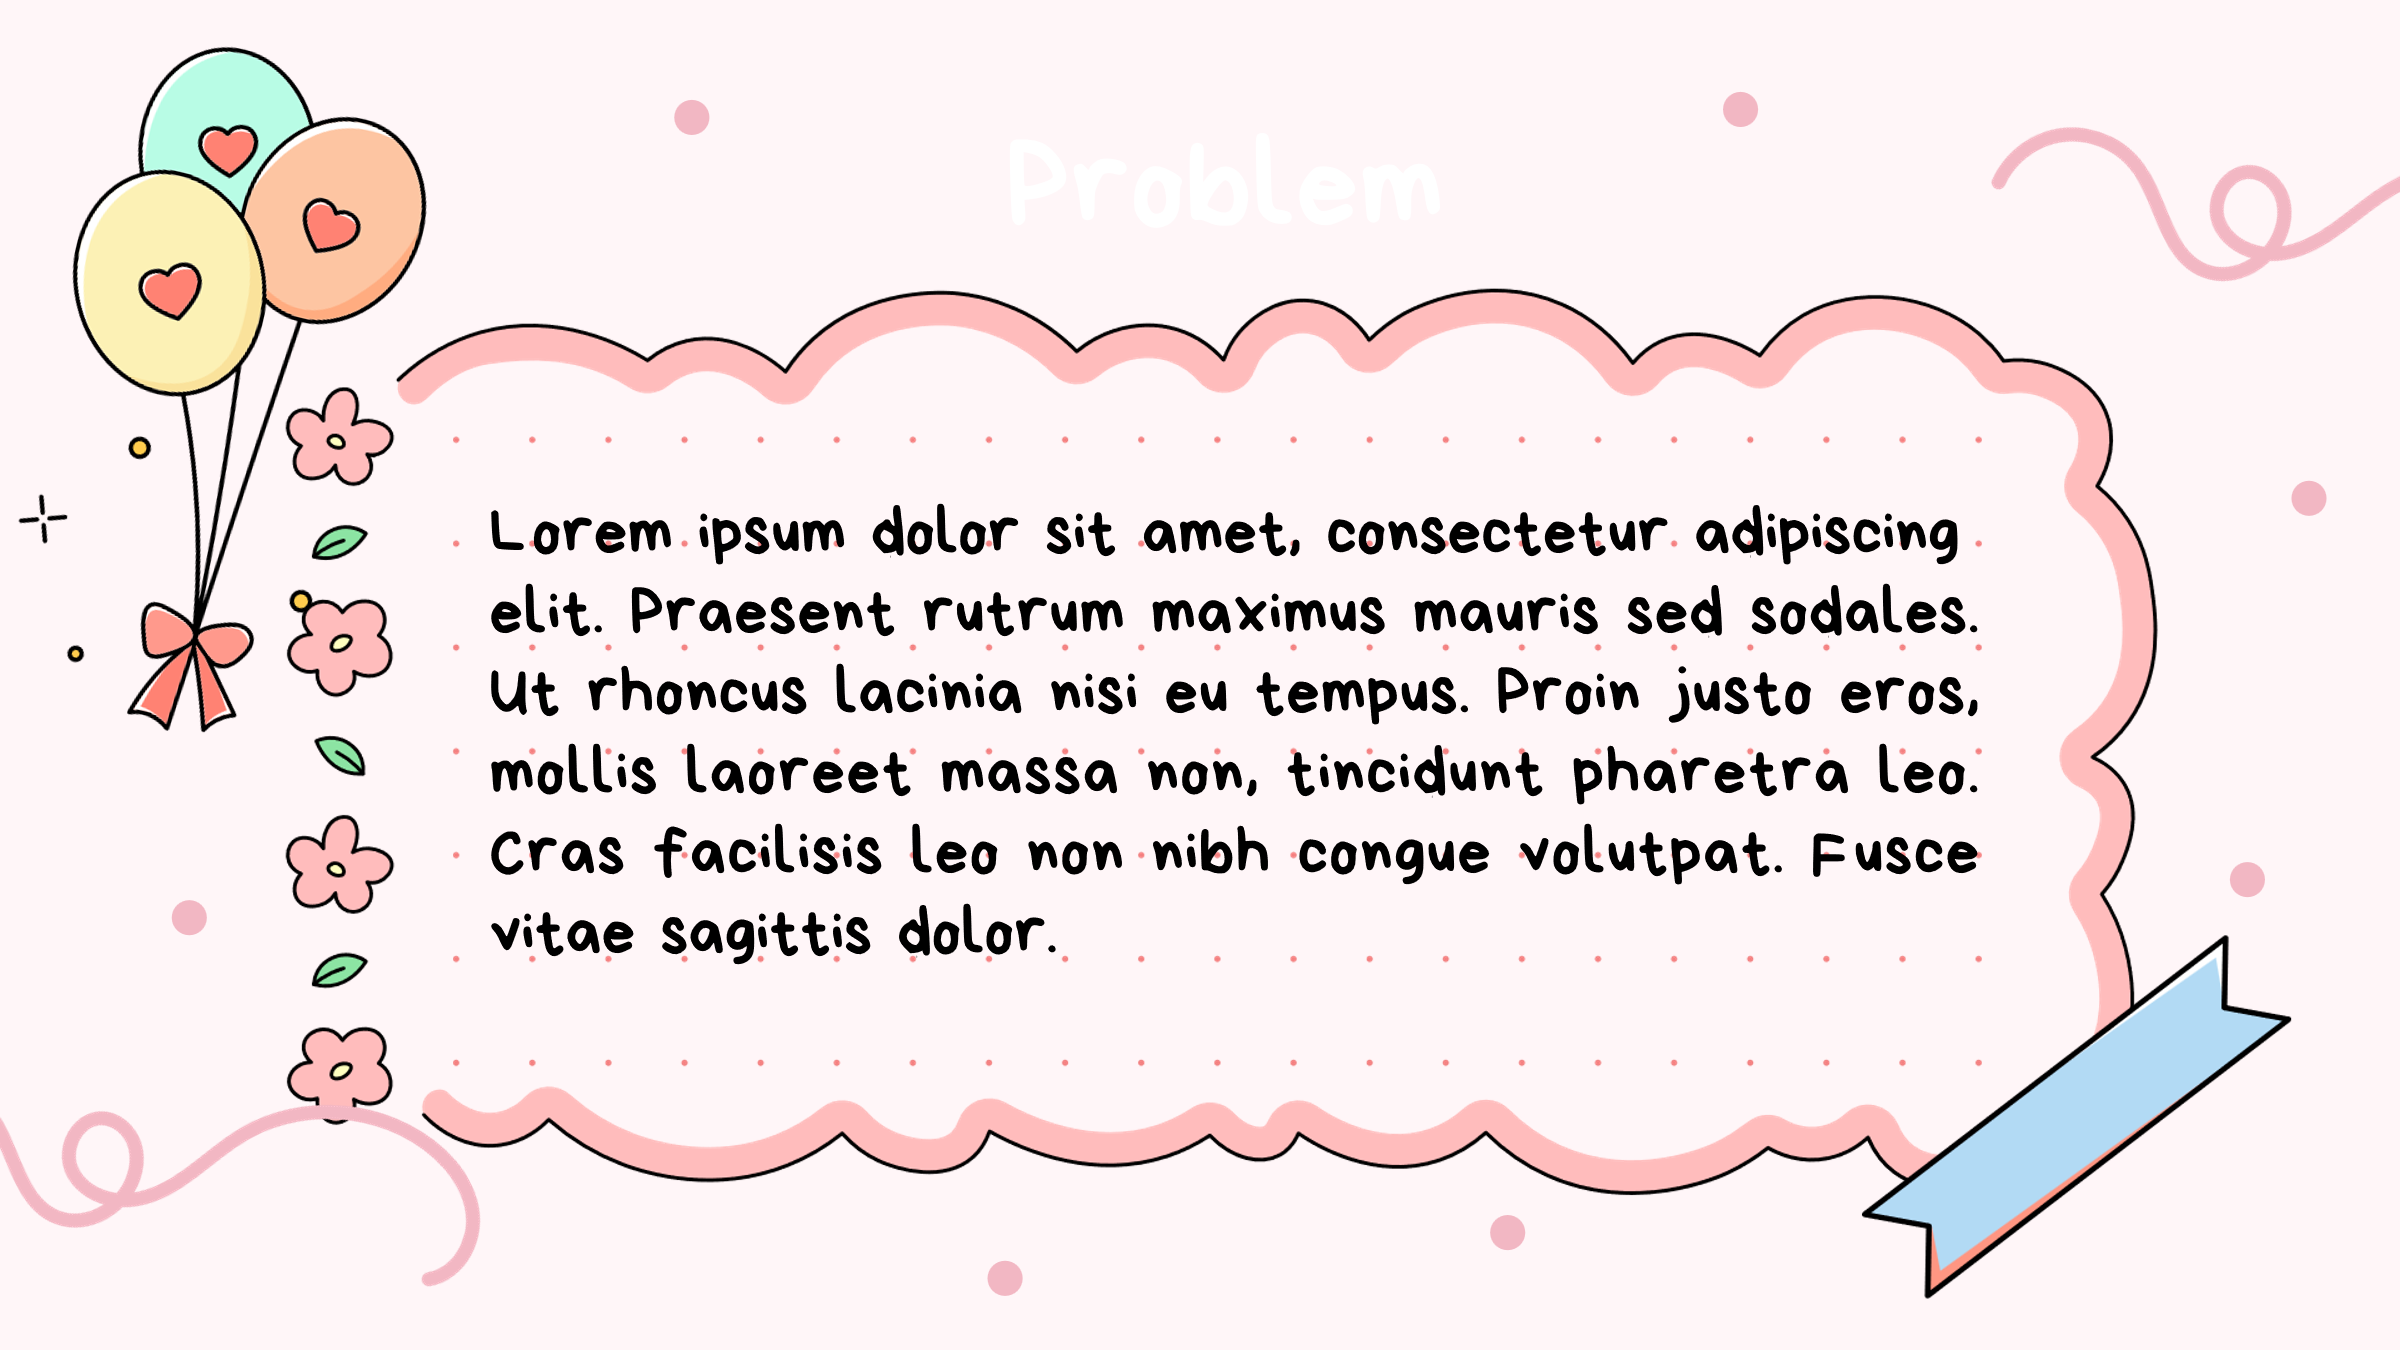 Problem
Lorem ipsum dolor sit amet, consectetur adipiscing
elit. Praesent rutrum maximus mauris sed sodales.
Ut rhoncus lacinia nisi eu tempus. Proin justo eros,
mollis laoreet massa non, tincidunt pharetra leo.
Cras facilisis leo non nibh congue volutpat. Fusce
vitae sagittis dolor.